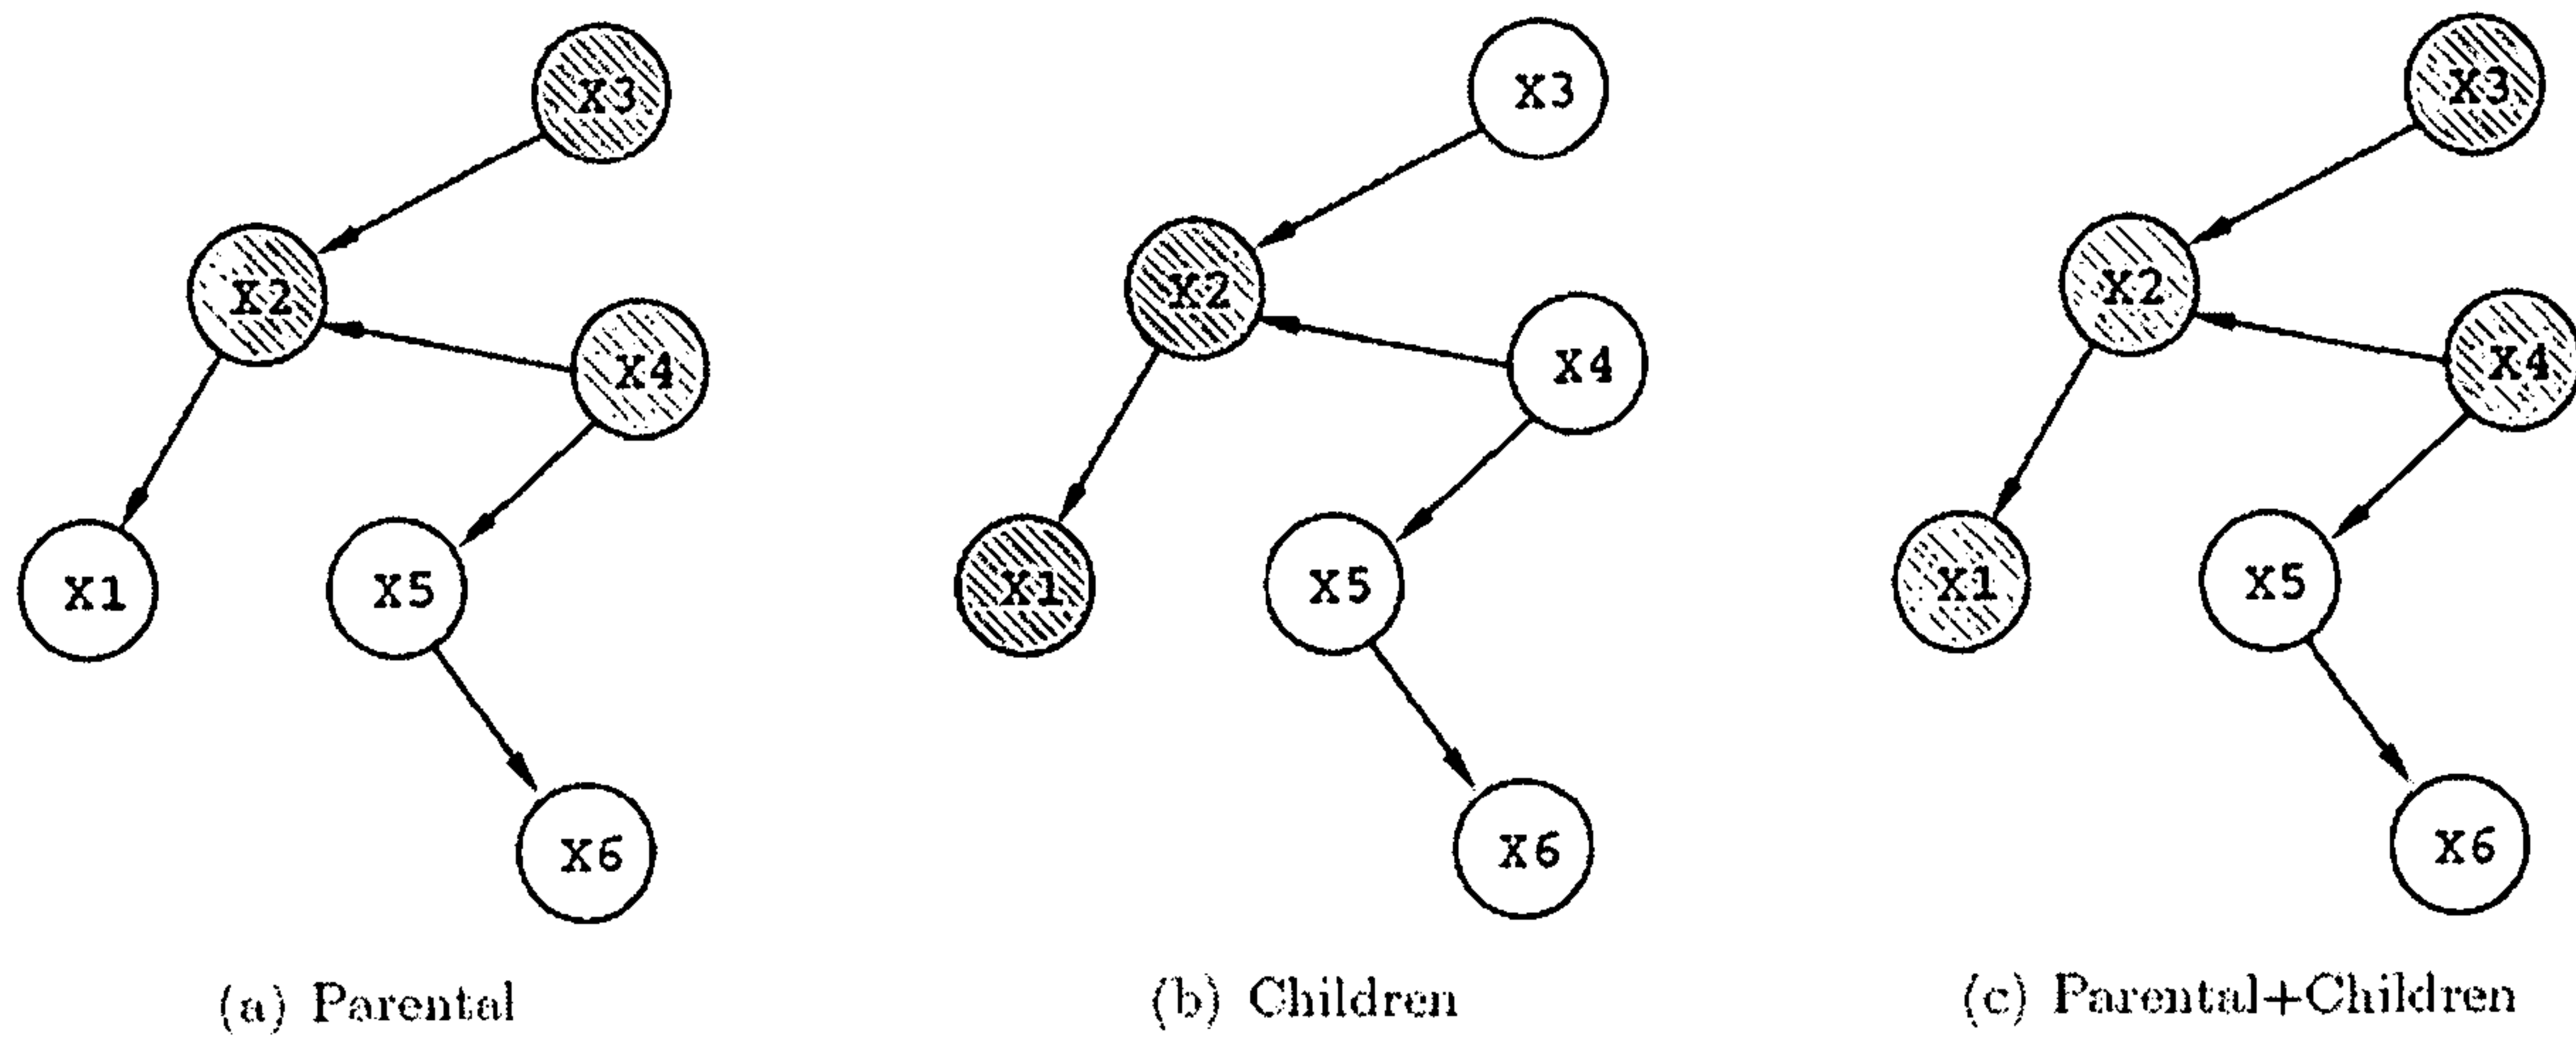 X3
X2
X4
X1
X5
X6
(a) Parental
X3
X2
X4
X1
X5
X6
(b) Children
X3
X2
X4
X1
X5
X6
(c) Parental+Children